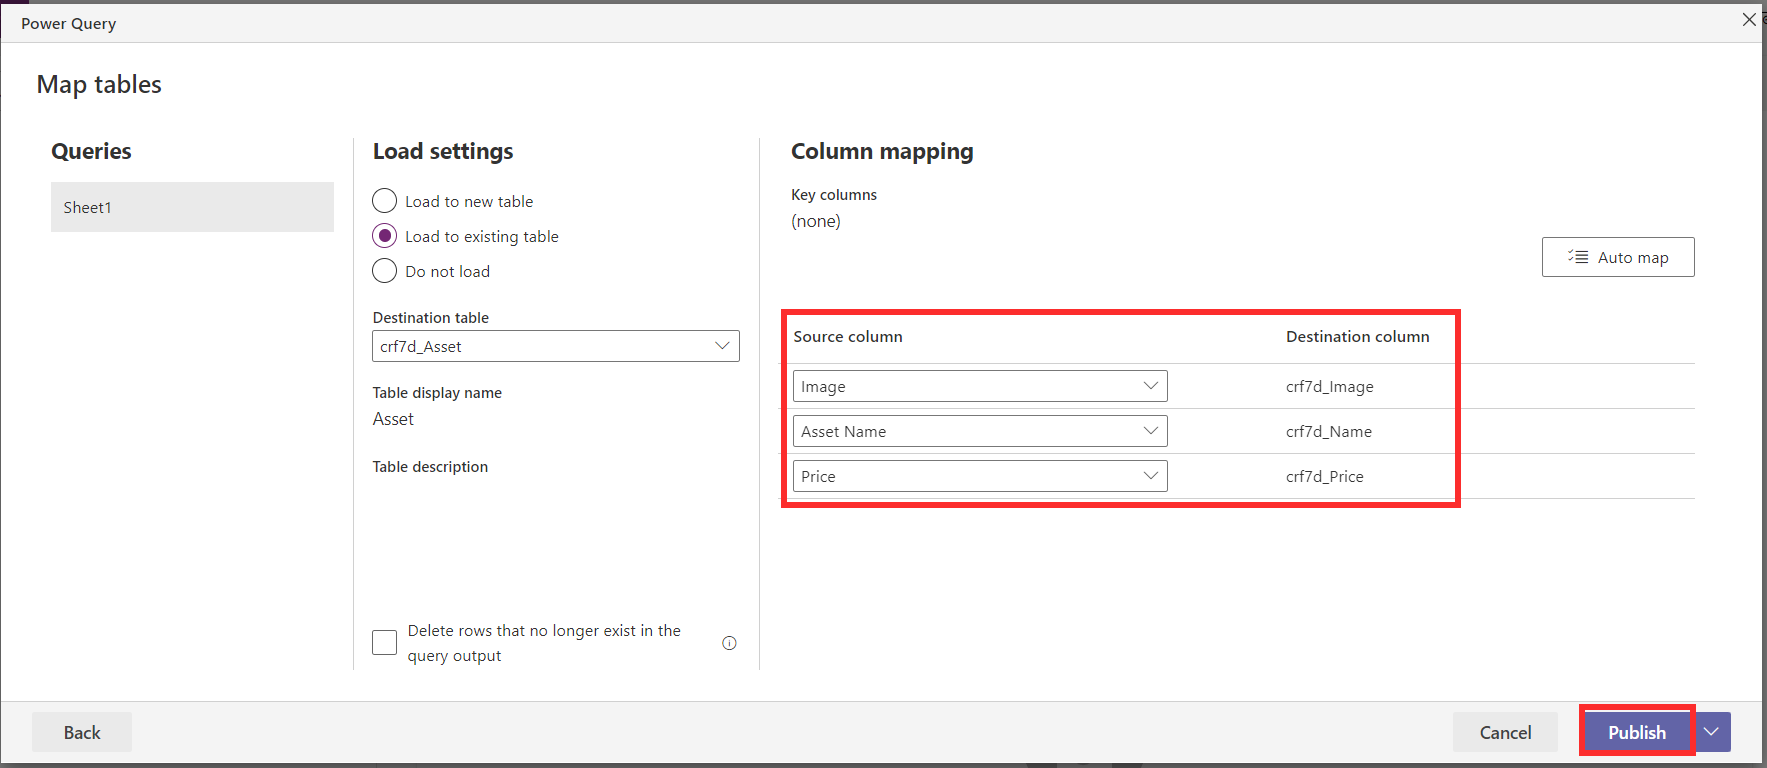 Power Query
Map tables
Queries
Sheet1
Load settings
Load to new table
Load to existing table
Do not load
Destination table
crf7d_Asset
Table display name
Asset
Table description
Delete rows that no longer exist in the
query output
Column mapping
Key columns
(none)
Auto map
Source column Destination column
Image crf7d_Image
Asset Name crf7d_Name
Price crf7d_Price
Back Cancel Publish